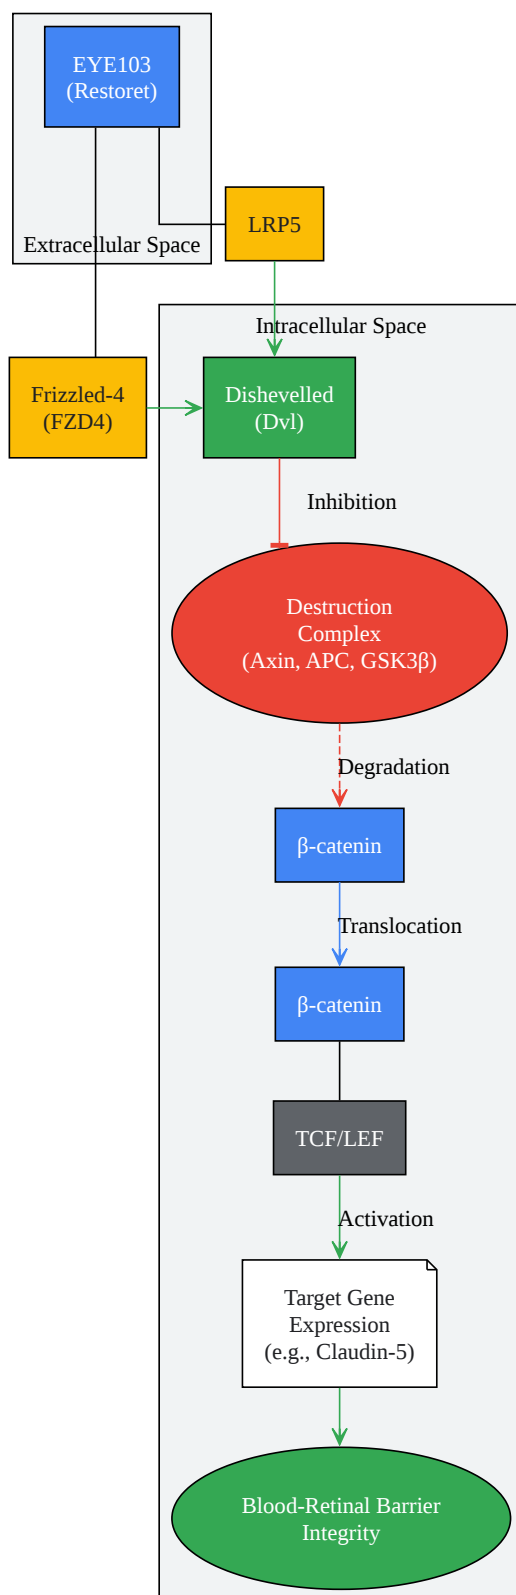 EYE103
(Restoret)
LRP5
Extracellular Space
Intracellular Space
Frizzled-4
(FZD4)
Dishevelled
(Dvl)
Inhibition
Destruction
Complex
(Axin, APC, GSK3β)
Degradation
β-catenin
Translocation
β-catenin
TCF/LEF
Activation
Target Gene
Expression
(e.g., Claudin-5)
Blood-Retinal Barrier
Integrity